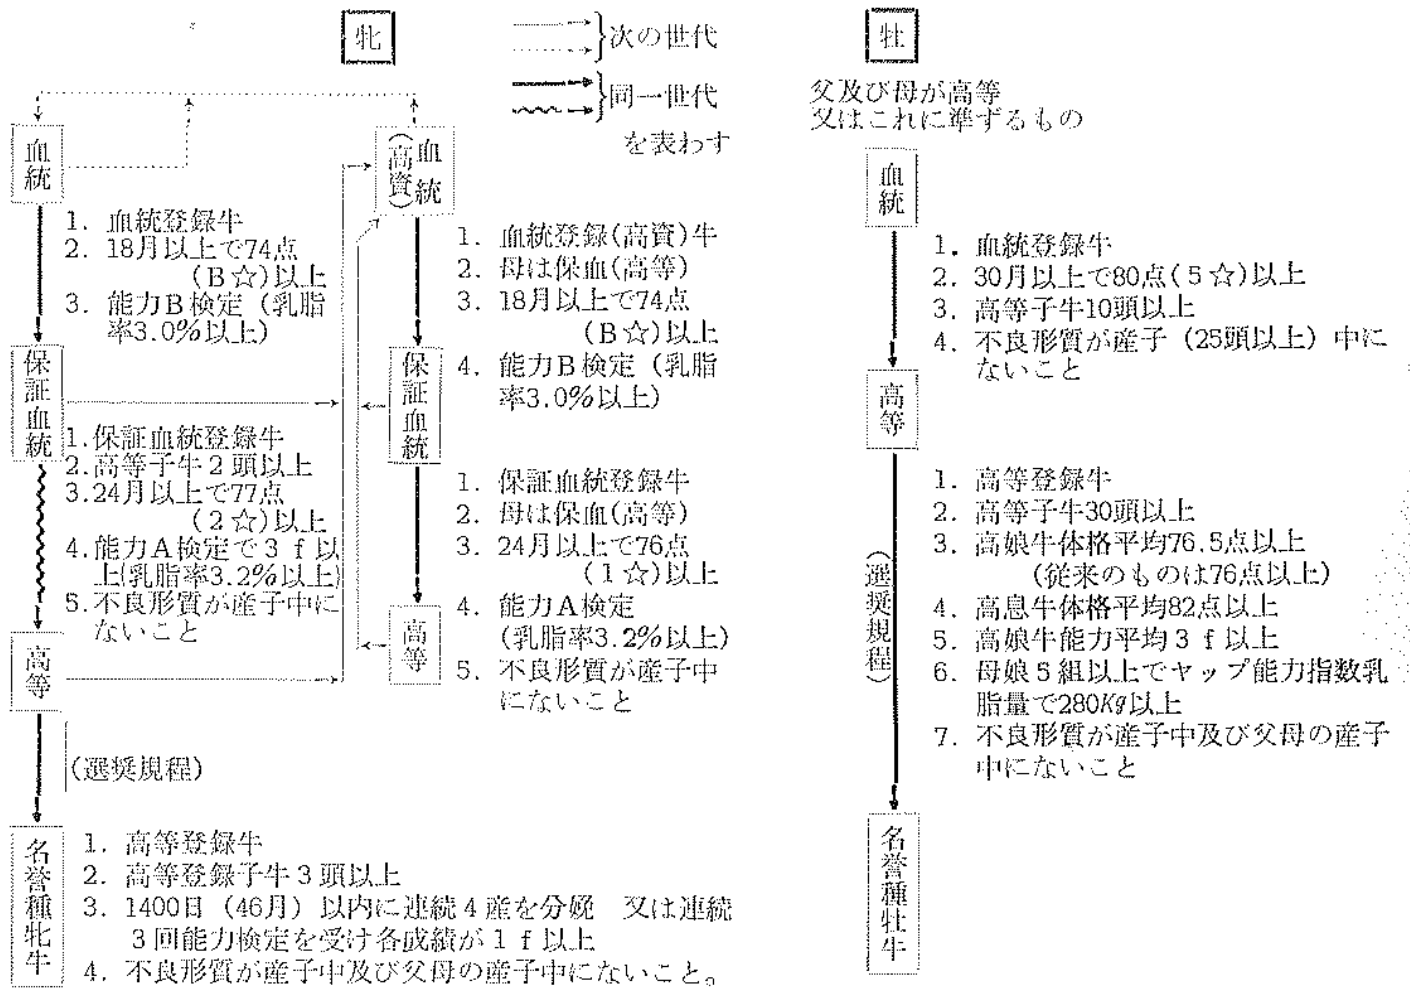 牝
次の世代
同一世代
を表わす
血統
血統(高資)
1. 血統登録牛
2. 18月以上で74点
(B☆)以上
3. 能力B検定(乳脂
率3.0%以上)
1. 血統登録(高資)牛
2. 母は保血(高等)
3. 18月以上で74点
(B☆)以上
4. 能力B検定(乳脂
率3.0%以上)
保証血統
保証血統
1.保証血統登録牛
2.高等子牛2頭以上
3.24月以上で77点
(2☆)以上
4.能力A検定で3f以
上(乳脂率3.2%以上)
5.不良形質が産子中に
ないこと
1. 保証血統登録牛
2. 母は保血(高等)
3. 24月以上で76点
(1☆)以上
4. 能力A検定
(乳脂率3.2%以上)
5. 不良形質が産子中
にないこと
高等
高等
(選奨規程)
名誉種牝牛
1. 高等登録牛
2. 高等登録子牛3頭以上
3. 1400日(46月)以内に連続4産を分娩 又は連続
3回能力検定を受け各成績が1f以上
4. 不良形質が産子中及び父母の産子中にないこと。
牡
父及び母が高等
又はこれに準ずるもの
血統
1. 血統登録牛
2. 30月以上で80点(5☆)以上
3. 高等子牛10頭以上
4. 不良形質が産子(25頭以上)中に
ないこと
高等
(選奨規程)
1. 高等登録牛
2. 高等子牛30頭以上
3. 高娘牛体格平均76.5点以上
(従来のものは76点以上)
4. 高息牛体格平均82点以上
5. 高娘牛能力平均3f以上
6. 母娘5組以上でヤップ能力指数乳
脂量で280Kg以上
7. 不良形質が産子中及び父母の産子
中にないこと
名誉種牡牛